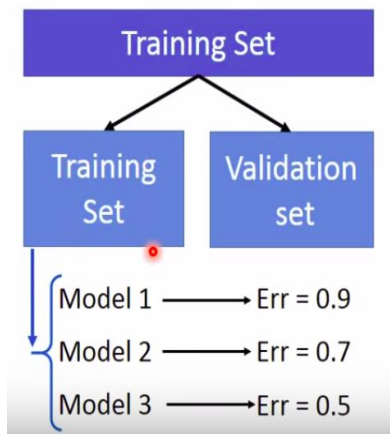 Training Set
Training
Set
Validation
set
Model 1
Err = 0.9
Model 2
Err = 0.7
Model 3
Err = 0.5